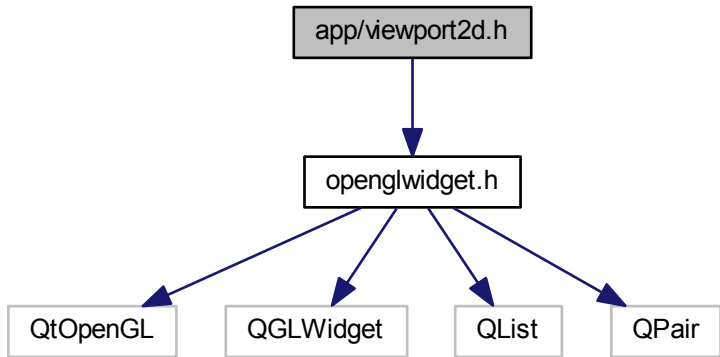 app/viewport2d.h
openglwidget.h
QtOpenGL
QGLWidget
QList
QPair